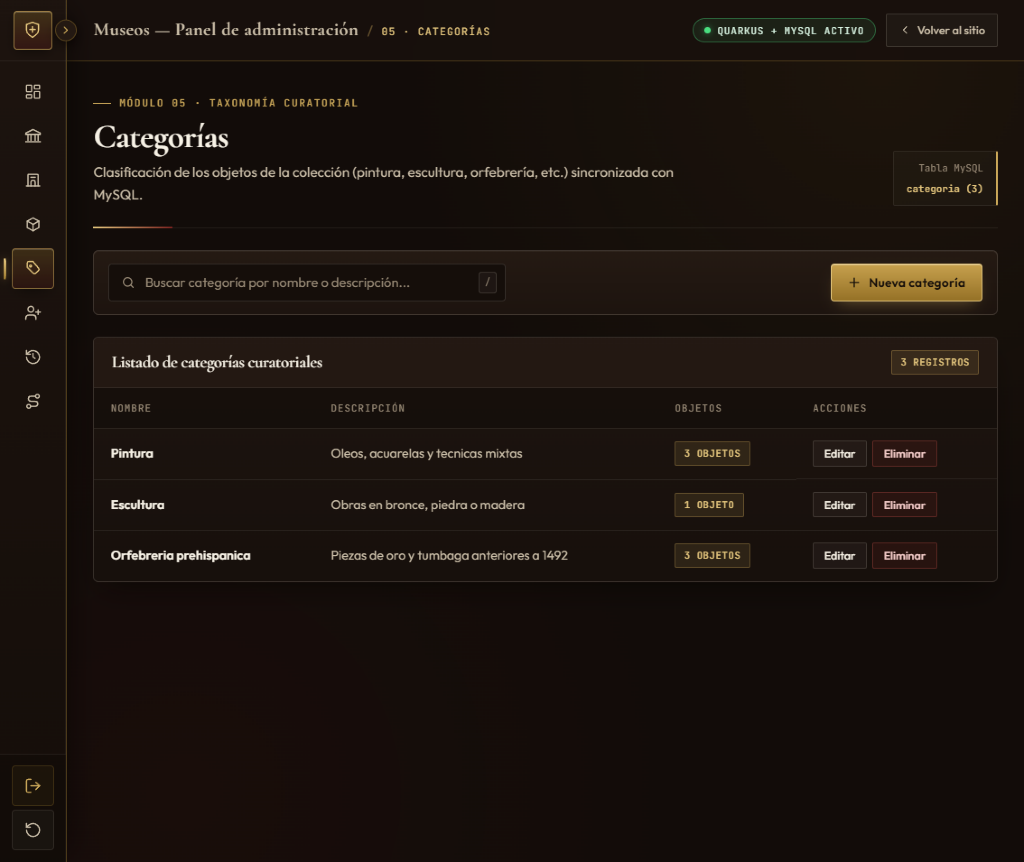 Museos — Panel de administración / 05 · CATEGORÍAS
QUARKUS + MYSQL ACTIVO
Volver al sitio
MÓDULO 05 · TAXONOMÍA CURATORIAL
Categorías
Clasificación de los objetos de la colección (pintura, escultura, orfebrería, etc.) sincronizada con
MySQL.
Tabla MySQL
categoria (3)
Buscar categoría por nombre o descripción... /
+ Nueva categoría
Listado de categorías curatoriales
3 REGISTROS
NOMBRE DESCRIPCIÓN OBJETOS ACCIONES
Pintura Oleos, acuarelas y tecnicas mixtas 3 OBJETOS Editar Eliminar
Escultura Obras en bronce, piedra o madera 1 OBJETO Editar Eliminar
Orfebreria prehispanica Piezas de oro y tumbaga anteriores a 1492 3 OBJETOS Editar Eliminar